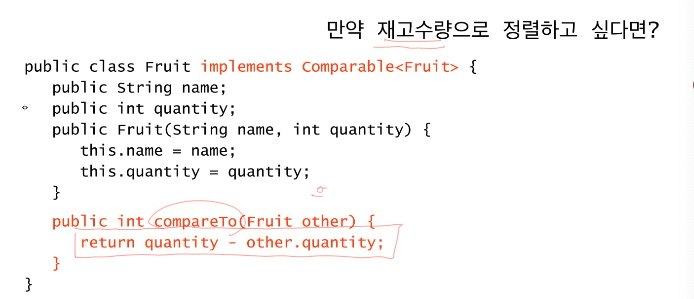 만약 재고수량으로 정렬하고 싶다면?
public class Fruit implements Comparable<Fruit> {
public String name;
public int quantity;
public Fruit(String name, int quantity) {
this.name = name;
this.quantity = quantity;
}
public int compareTo(Fruit other) {
return quantity - other.quantity;
}
}